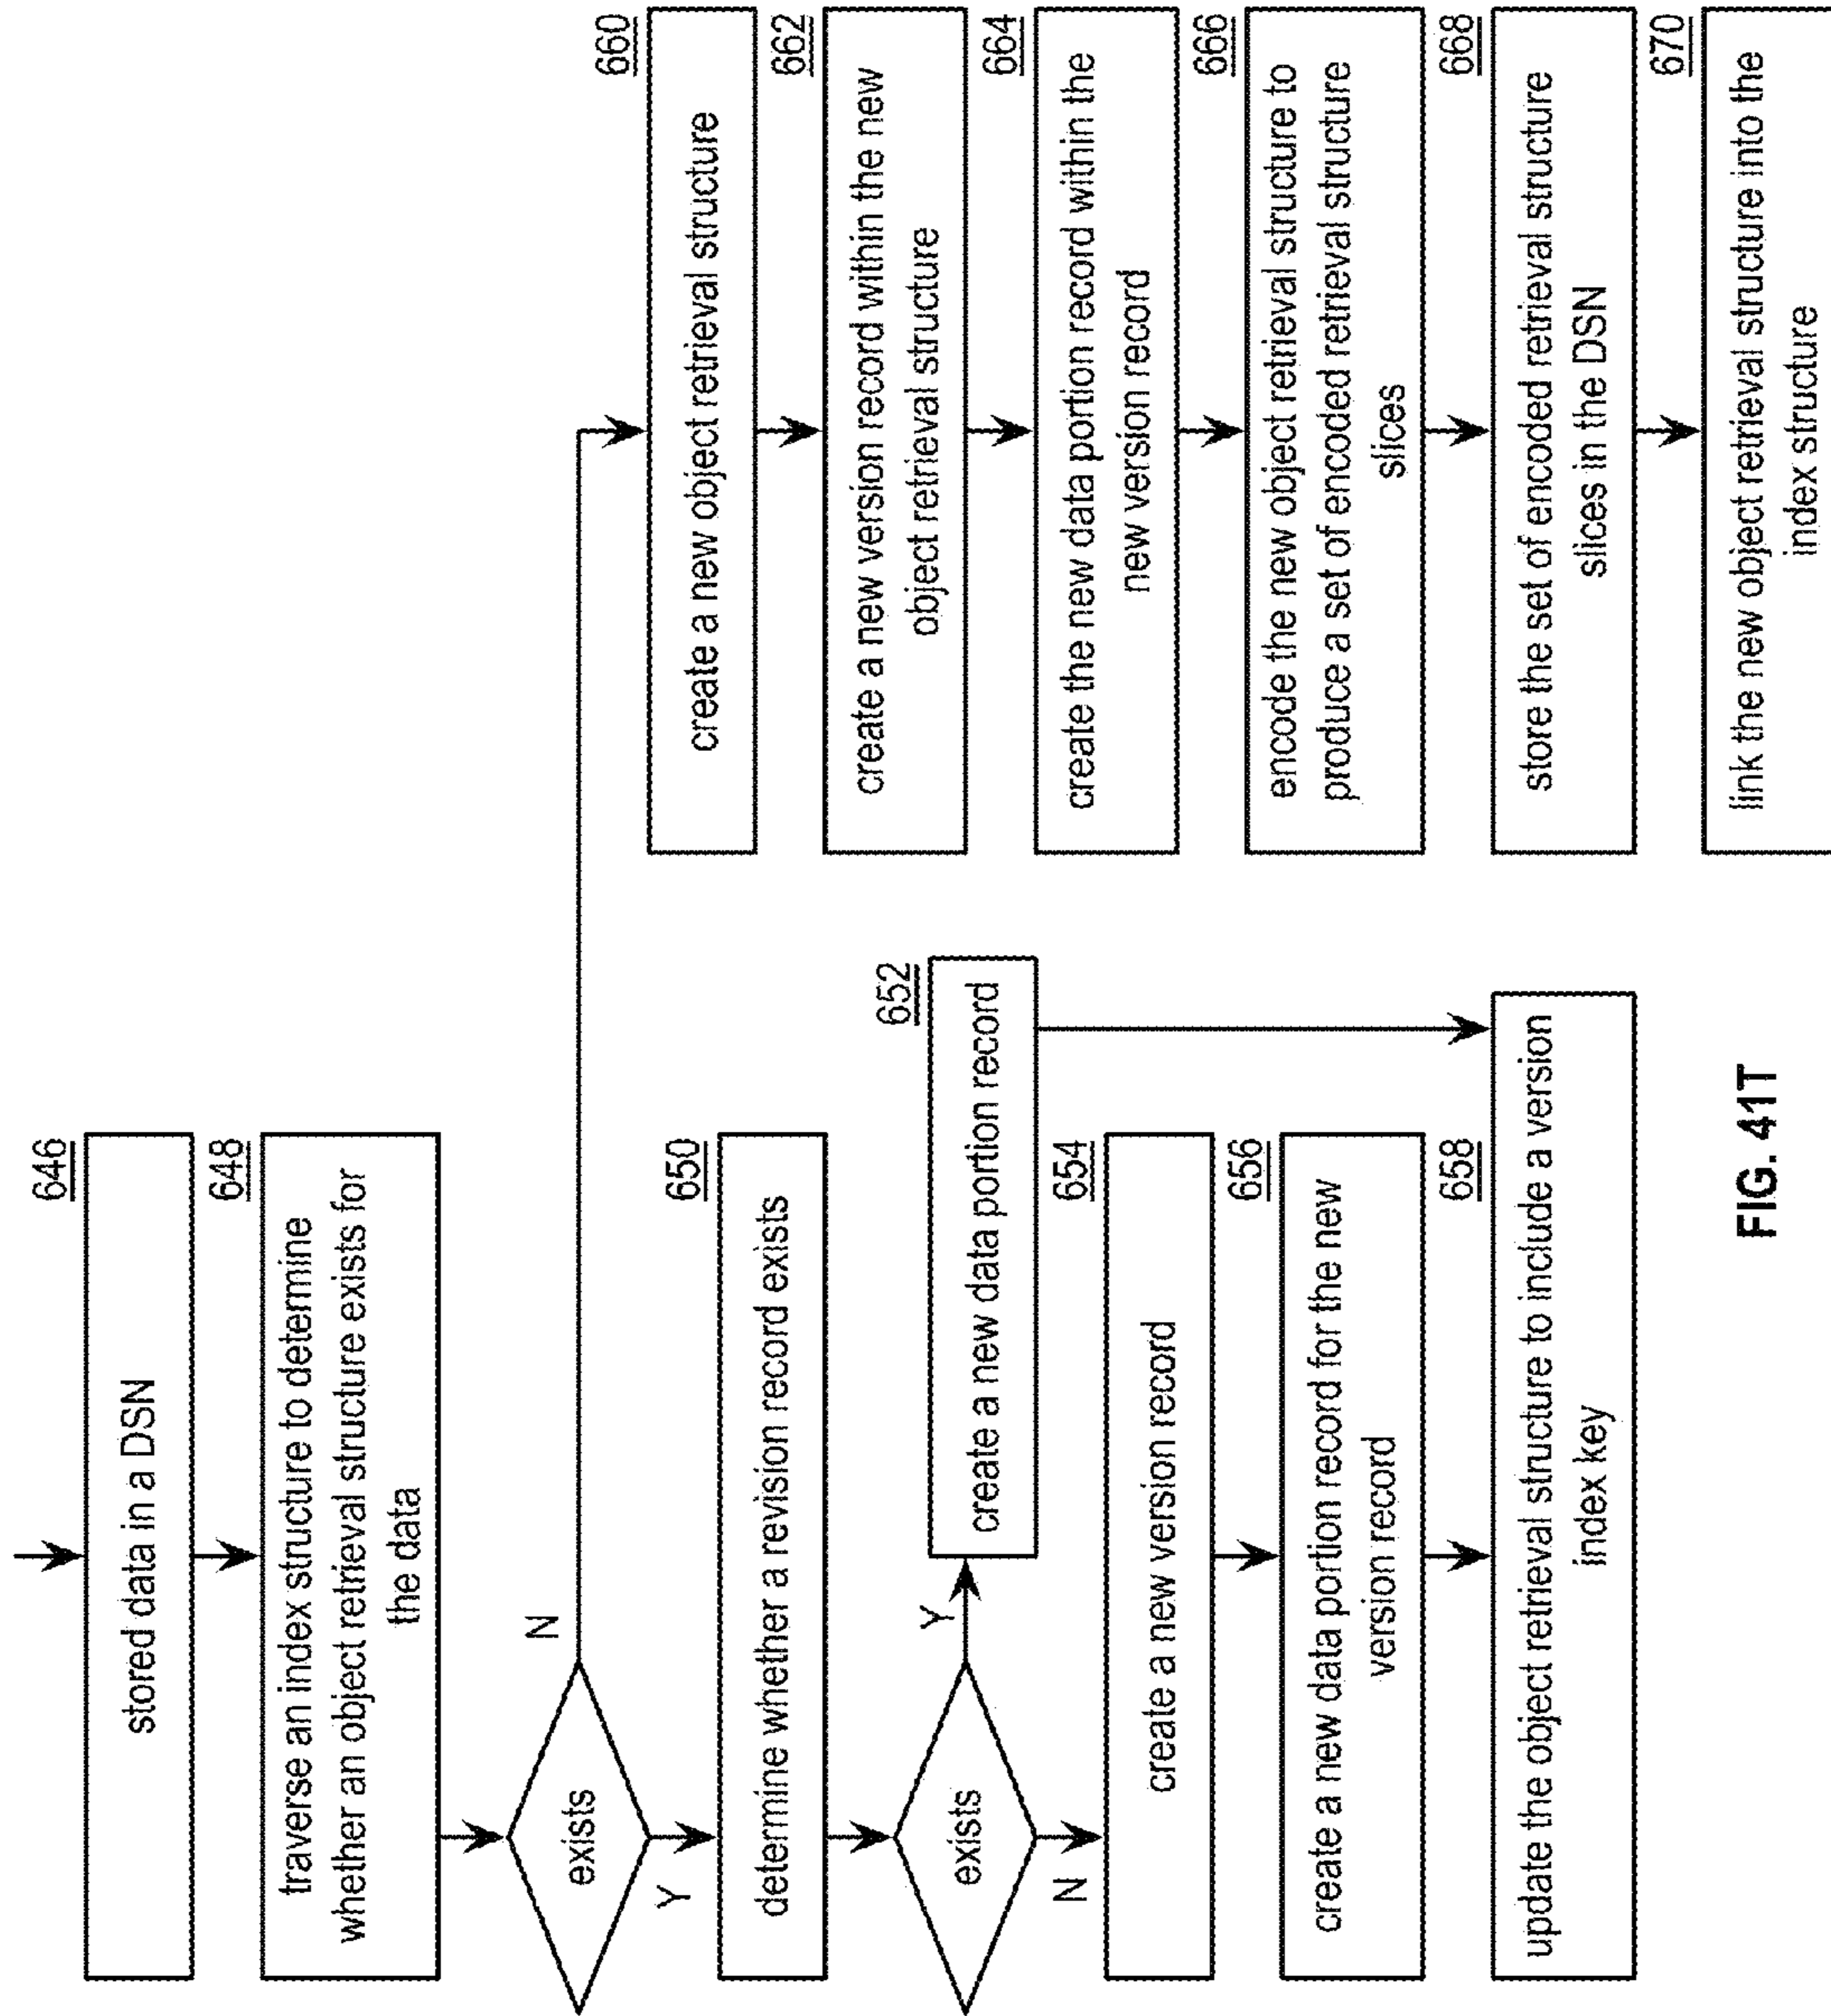 646
stored data in a DSN
648
traverse an index structure to determine
whether an object retrieval structure exists for
the data
exists
N
Y
650
determine whether a revision record exists
exists
Y
N
652
create a new data portion record
654
create a new version record
656
create a new data portion record for the new
version record
658
update the object retrieval structure to include a version
index key
660
create a new object retrieval structure
662
create a new version record within the new
object retrieval structure
664
create the new data portion record within the
new version record
666
encode the new object retrieval structure to
produce a set of encoded retrieval structure
slices
668
store the set of encoded retrieval structure
slices in the DSN
670
link the new object retrieval structure into the
index structure
FIG. 41T